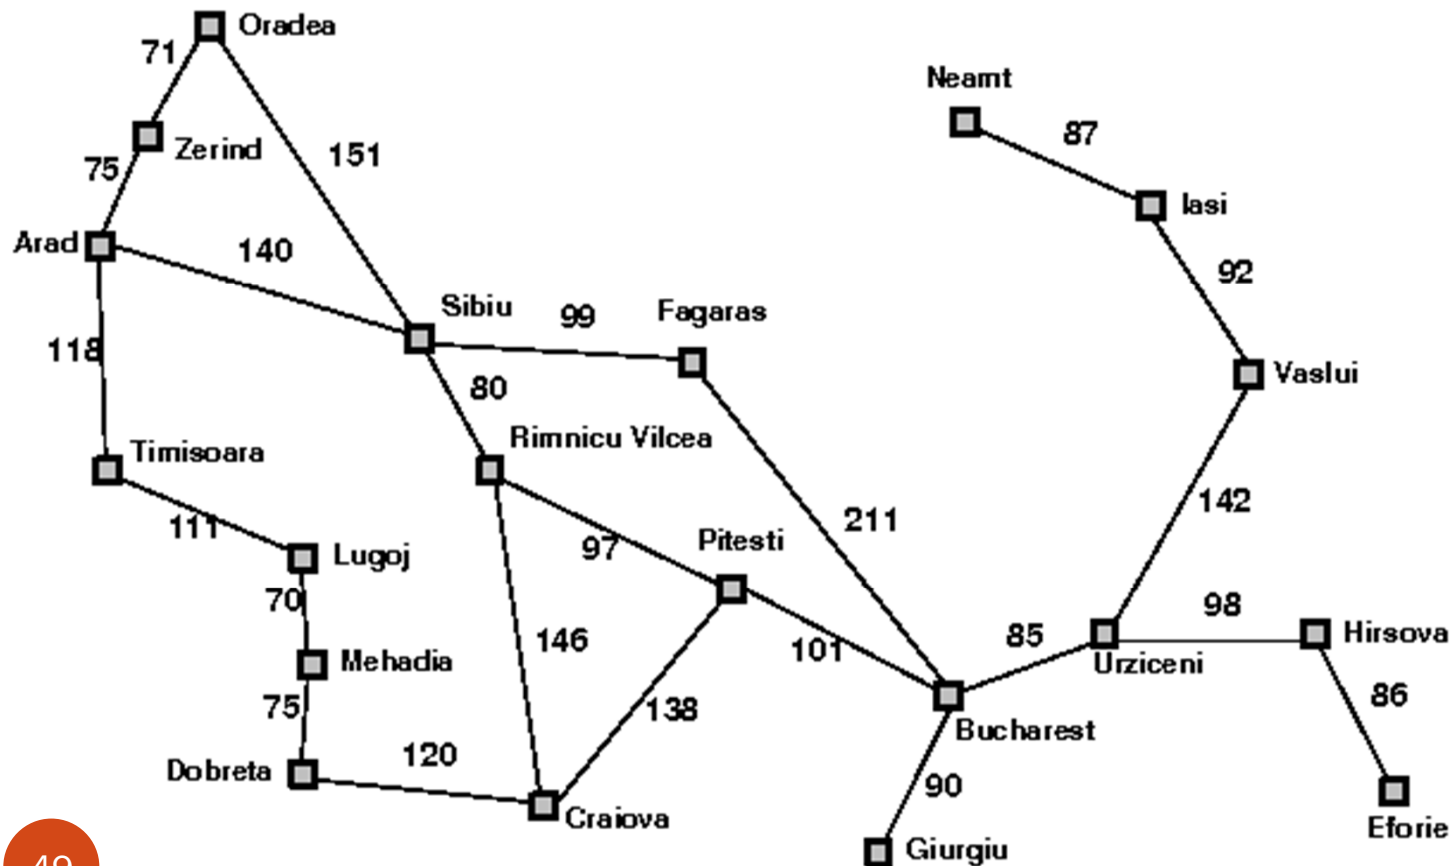 Oradea
71
Neamt
87
Zerind
151
75
Iasi
Arad
140
92
Sibiu
99
Fagaras
118
Vaslui
80
Timisoara
Rimnicu Vilcea
142
111
211
Lugoj
97
Pitesti
70
98
146
101
85
Hirsova
Mehadia
Urziceni
75
138
86
Bucharest
Dobreta
120
90
Craiova
Eforie
Giurgiu
49